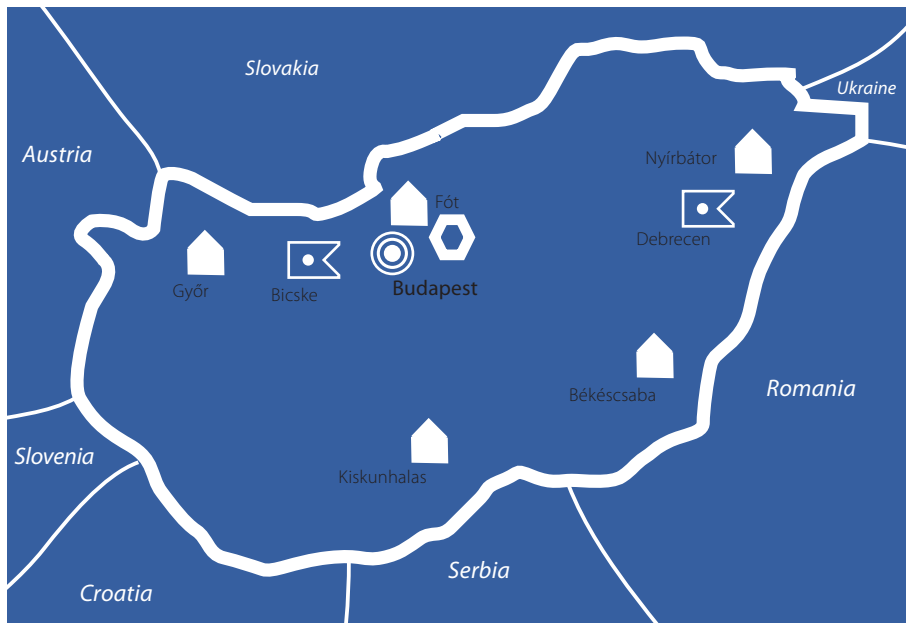 Slovakia
Ukraine
Austria
Nyírbátor
Fót
Debrecen
Győr
Bicske
Budapest
Békéscsaba
Romania
Slovenia
Kiskunhalas
Serbia
Croatia